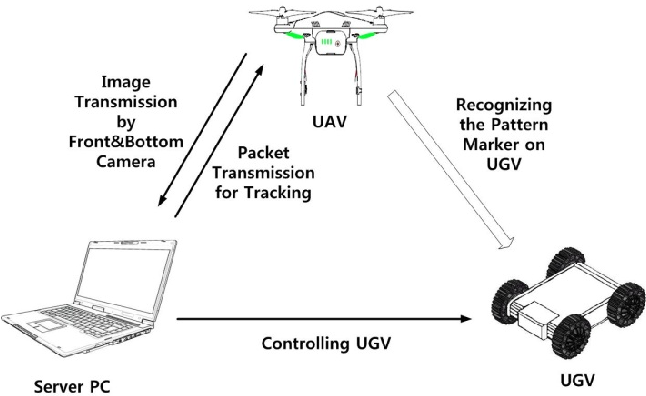 Image
Transmission
by
Front&Bottom
Camera
Packet
Transmission
for Tracking
UAV
Recognizing
the Pattern
Marker on
UGV
Controlling UGV
Server PC
UGV